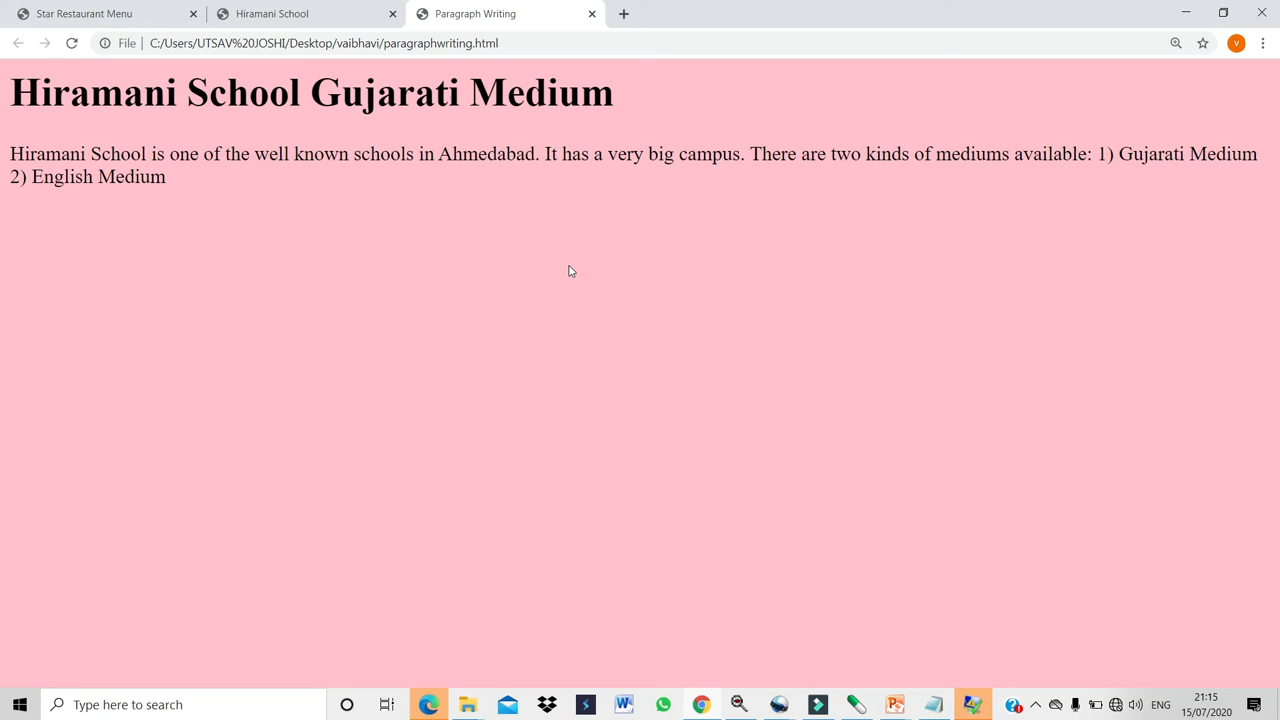 Star Restaurant Menu
Hiramani School
Paragraph Writing
File
C:/Users/UTSAV%20JOSHI/Desktop/vaibhavi/paragraphwriting.html
V
Hiramani School Gujarati Medium
Hiramani School is one of the well known schools in Ahmedabad. It has a very big campus. There are two kinds of mediums available: 1) Gujarati Medium
2) English Medium
Type here to search
ENG
21:15
15/07/2020